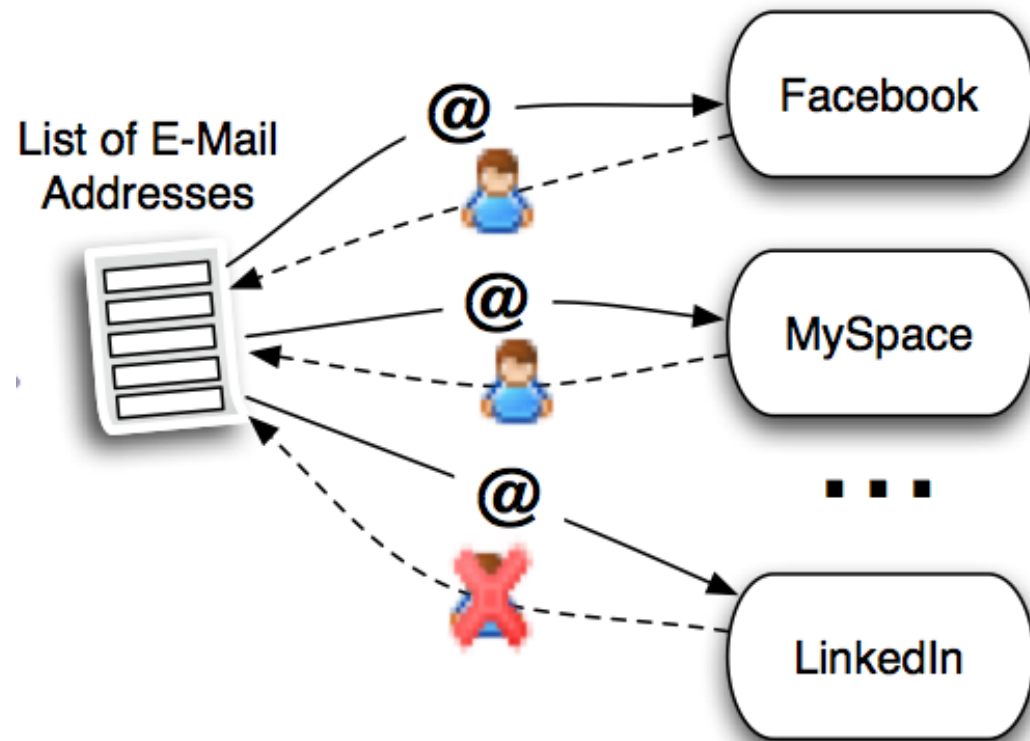 List of E-Mail
Addresses
@
Facebook
@
MySpace
@
...
LinkedIn